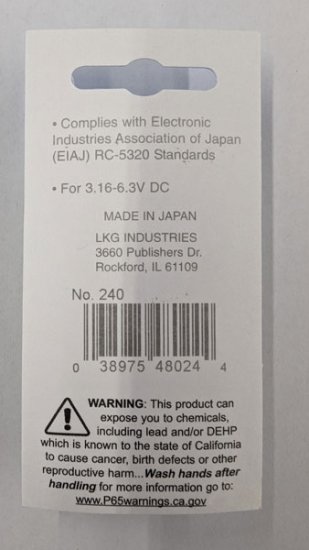 • Complies with Electronic
Industries Association of Japan
(EIAJ) RC-5320 Standards
• For 3.16-6.3V DC
MADE IN JAPAN
LKG INDUSTRIES
3660 Publishers Dr.
Rockford, IL 61109
No. 240
0 38975 48024 4
WARNING: This product can
expose you to chemicals,
including lead and/or DEHP
which is known to the state of California
to cause cancer, birth defects or other
reproductive harm...Wash hands after
handling for more information go to:
www.P65warnings.ca.gov